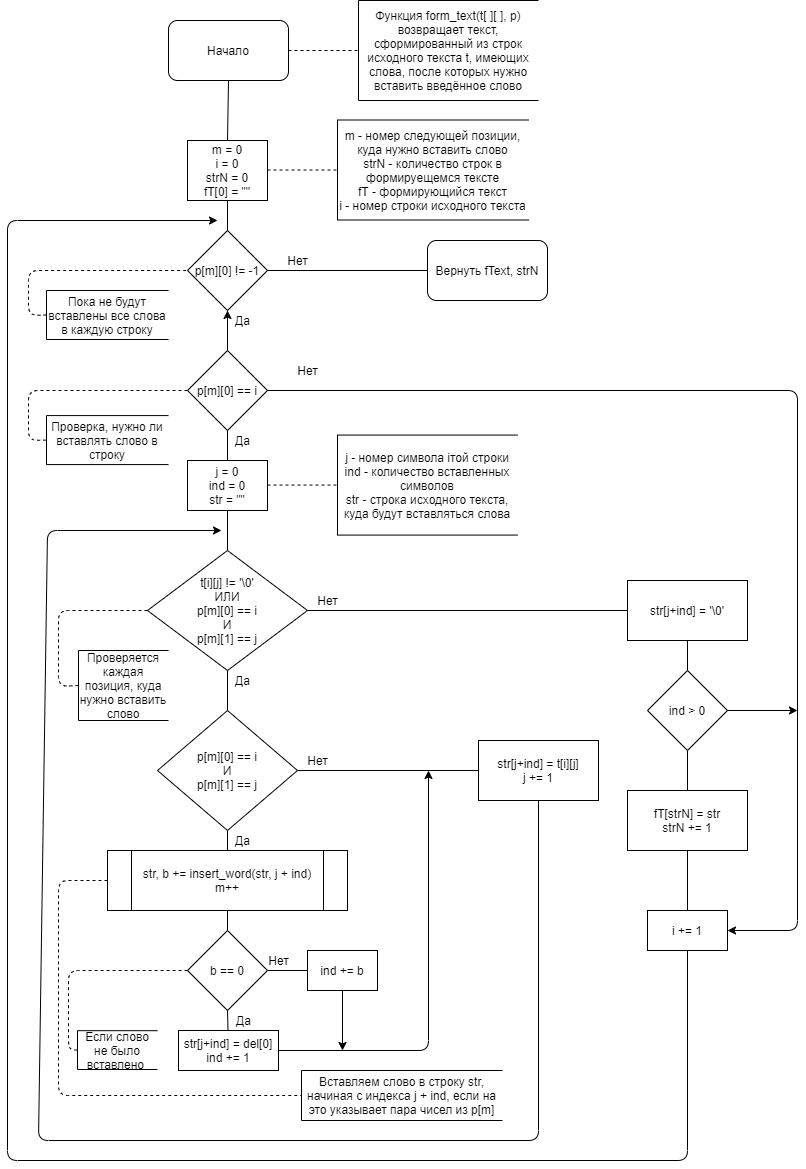 Начало
Функция form_text(t[ ][ ], p)
возвращает текст,
сформированный из строк
исходного текста t, имеющих
слова, после которых нужно
вставить введённое слово
m = 0
i = 0
strN = 0
fT[0] = ""
m - номер следующей позиции,
куда нужно вставить слово
strN - количество строк в
формируещемся тексте
fT - формирующийся текст
i - номер строки исходного текста
p[m][0] != -1
Нет
Вернуть fText, strN
Пока не будут
вставлены все слова
в каждую строку
Да
p[m][0] == i
Нет
Проверка, нужно ли
вставлять слово в
строку
Да
j = 0
ind = 0
str = ""
j - номер символа iтой строки
ind - количество вставленных
символов
str - строка исходного текста,
куда будут вставляться слова
t[i][j] != '\0'
ИЛИ
p[m][0] == i
И
p[m][1] == j
Нет
str[j+ind] = '\0'
Проверяется
каждая
позиция, куда
нужно вставить
слово
Да
ind > 0
p[m][0] == i
И
p[m][1] == j
Нет
str[j+ind] = t[i][j]
j += 1
fT[strN] = str
strN += 1
Да
str, b += insert_word(str, j + ind)
m++
i += 1
b == 0
Нет
ind += b
Да
Если слово
не было
вставлено
str[j+ind] = del[0]
ind += 1
Вставляем слово в строку str,
начиная с индекса j + ind, если на
это указывает пара чисел из p[m]